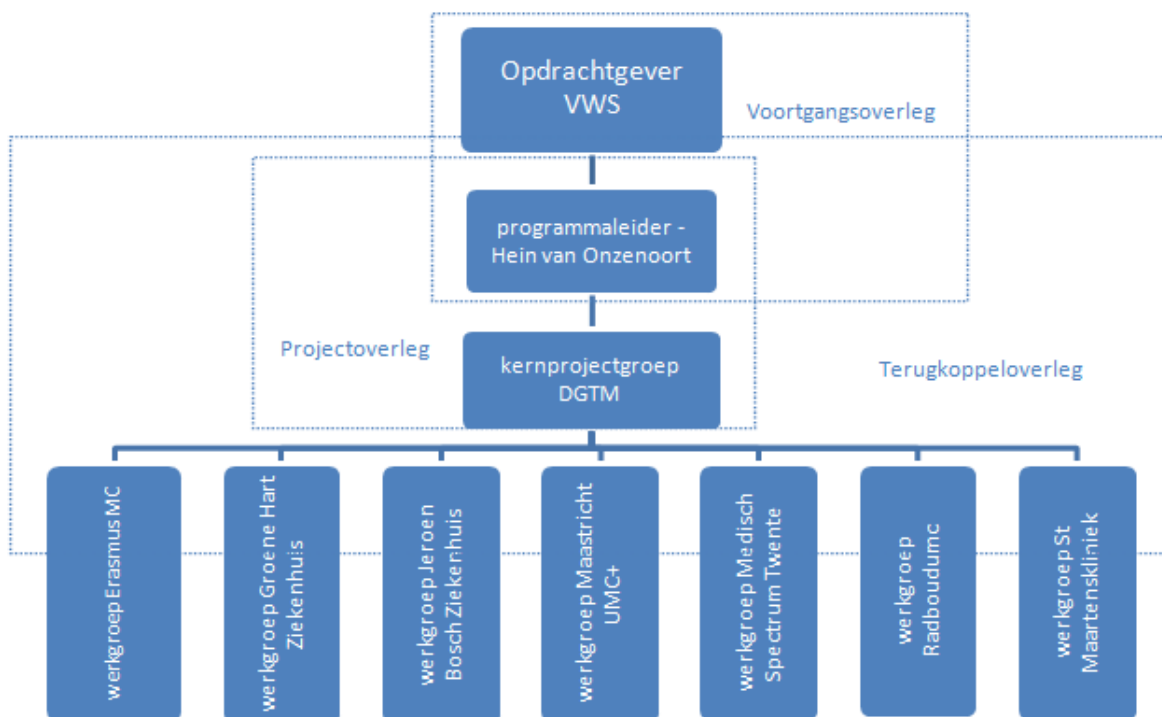 Opdrachtgever
VWS
Voortgangsoverleg
programmaleider -
Hein van Onzenoort
Projectoverleg
kernprojectgroep
DGTM
Terugkoppeloverleg
werkgroep Erasmus MC
werkgroep Groene Hart
Ziekenhuis
werkgroep Jeroen
Bosch Ziekenhuis
werkgroep Maastricht
UMC+
werkgroep Medisch
Spectrum Twente
werkgroep
Radboudumc
werkgroep St
Maartenskliniek